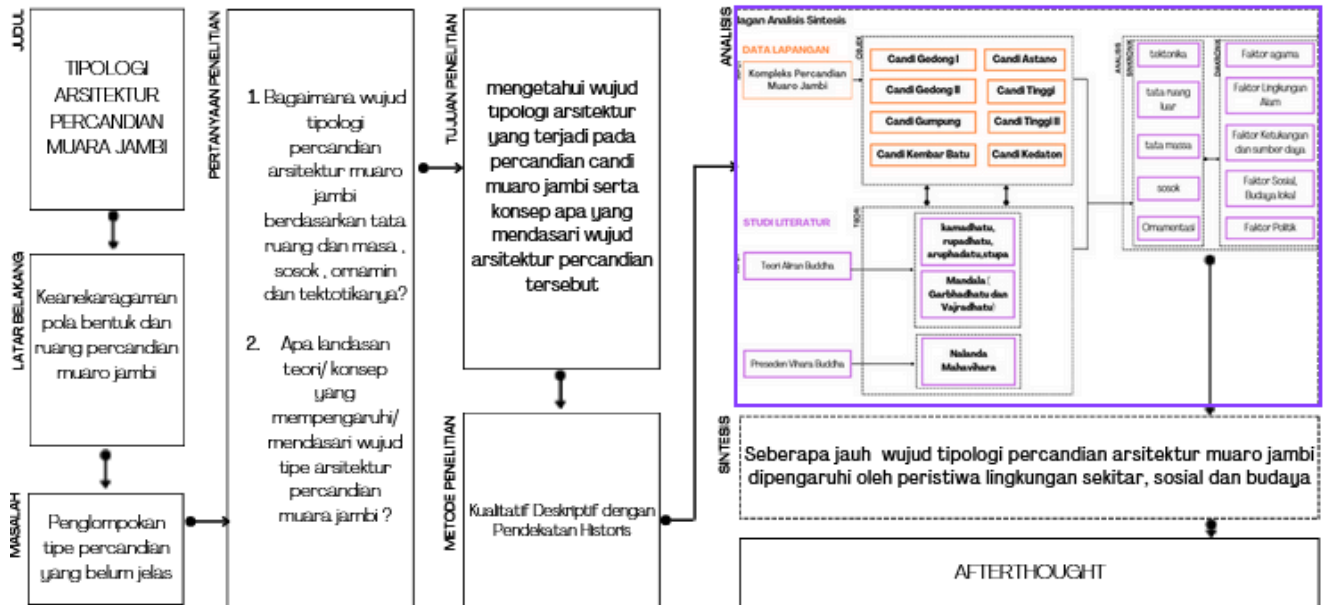 JUDUL
TIPOLOGI
ARSITEKTUR
PERCANDIAN
MUARA JAMBI
LATAR BELAKANG
Keanekaragaman
pola bentuk dan
ruang percandian
muaro jambi
MASALAH
Penglompokan
tipe percandian
yang belum jelas
PERTANYAAN PENELITIAN
1. Bagaimana wujud
tipologi
percandian
arsitektur muaro
jambi
berdasarkan tata
ruang dan masa ,
sosok , ornamin
dan tektotikanya?
2. Apa landasan
teori/ konsep
yang
mempengaruhi/
mendasari wujud
tipe arsitektur
percandian
muara jambi ?
TUJUAN PENELITIAN
mengetahui wujud
tipologi arsitektur
yang terjadi pada
percandian candi
muaro jambi serta
konsep apa yang
mendasari wujud
arsitektur percandian
tersebut
METODE PENELITIAN
Kualitatif Deskriptif dengan
Pendekatan Historis
ANALISIS
Bagan Analisis Sintesis
DATA LAPANGAN
Kompleks Percandian
Muaro Jambi
OBJEK
Candi Gedong I
Candi Astano
Candi Gedong II
Candi Tinggi
Candi Gumpung
Candi Tinggi II
Candi Kembar Batu
Candi Kedaton
STUDI LITERATUR
Teori Aliran Buddha
Preseden Vihara Buddha
TEORI
kamadhatu,
rupadhatu,
aruphadatu,stupa
Mandala (
Garbhadhatu dan
Vajradhatu)
Nalanda
Mahavihara
ANALISIS
SINKRONIK
tektonika
tata ruang
luar
tata massa
sosok
Ornamentasi
DIAKRONIK
Faktor agama
Faktor Lingkungan
Alam
Faktor Ketukangan
dan sumber daya
Faktor Sosial,
Budaya lokal
Faktor Politik
SINTESIS
Seberapa jauh wujud tipologi percandian arsitektur muaro jambi
dipengaruhi oleh peristiwa lingkungan sekitar, sosial dan budaya
AFTERTHOUGHT